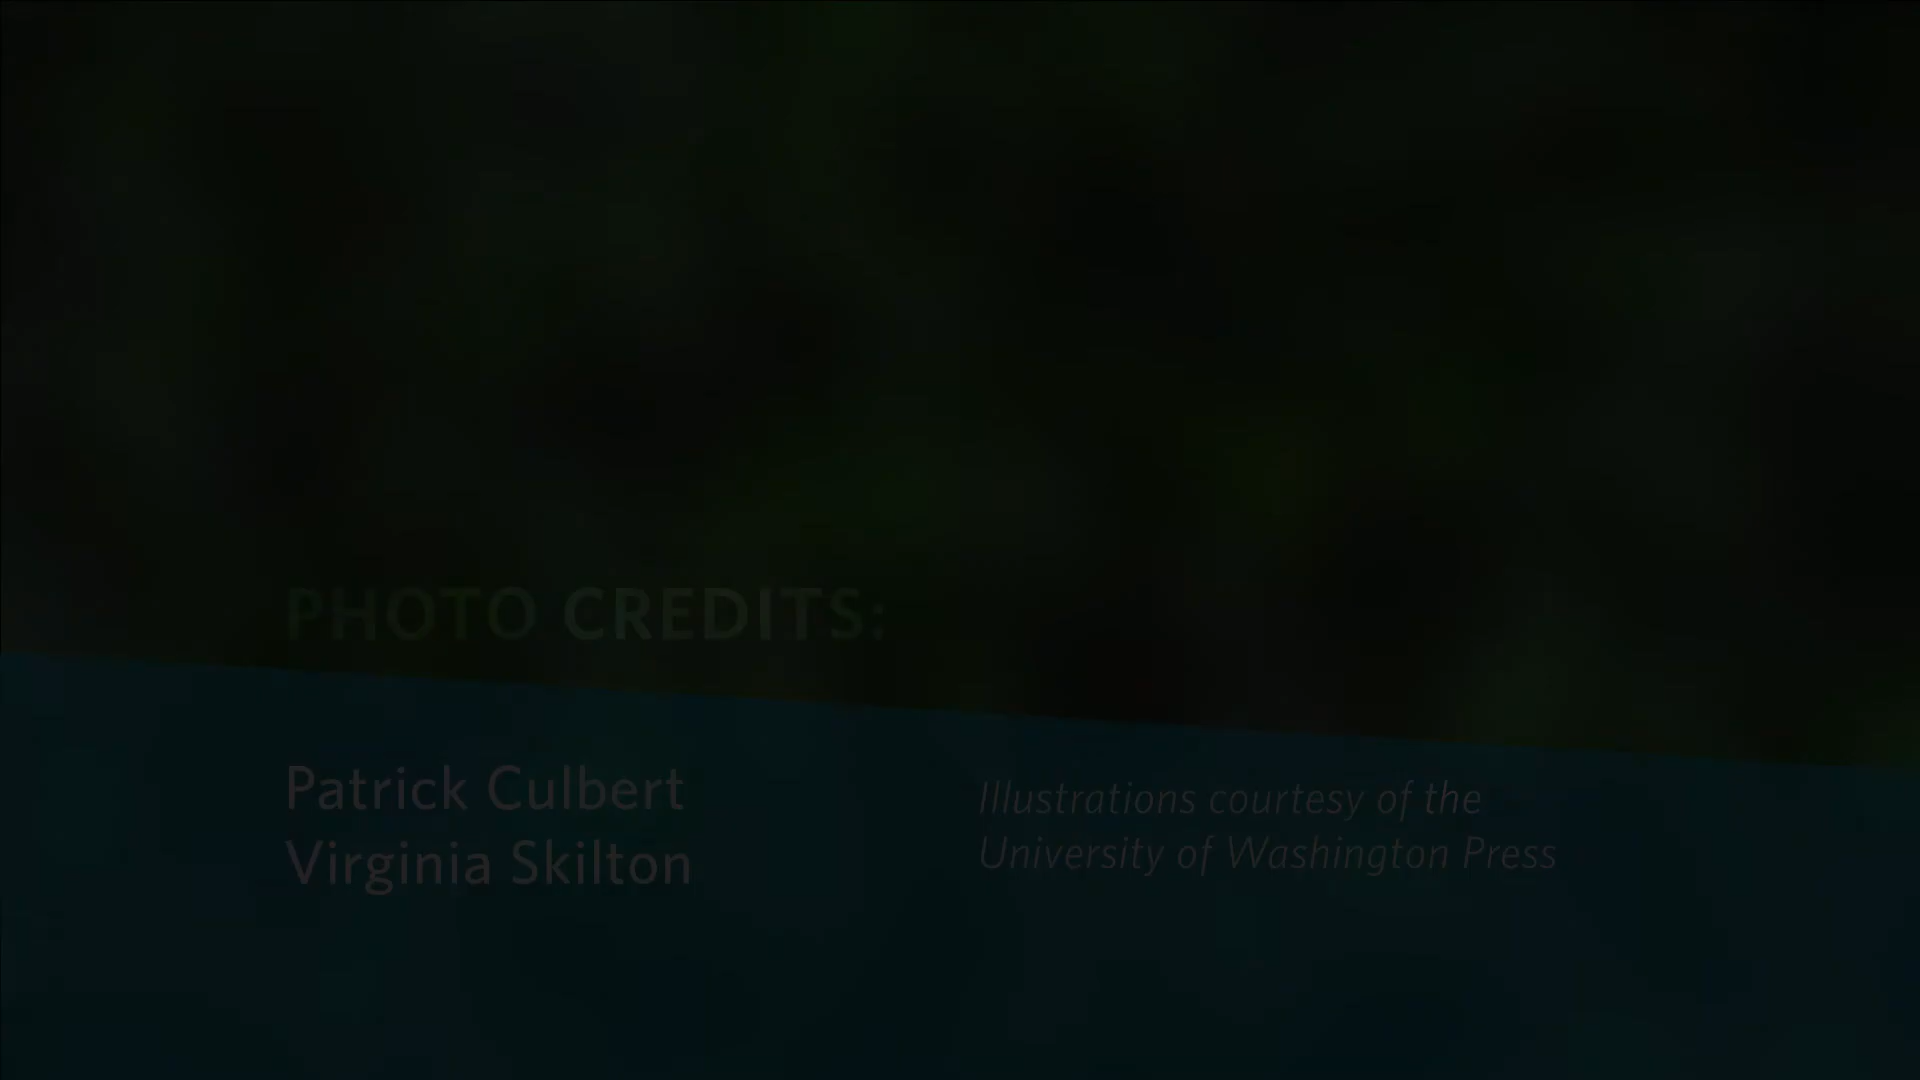 PHOTO CREDITS:
Patrick Culbert
Virginia Skilton
Illustrations courtesy of the
University of Washington Press